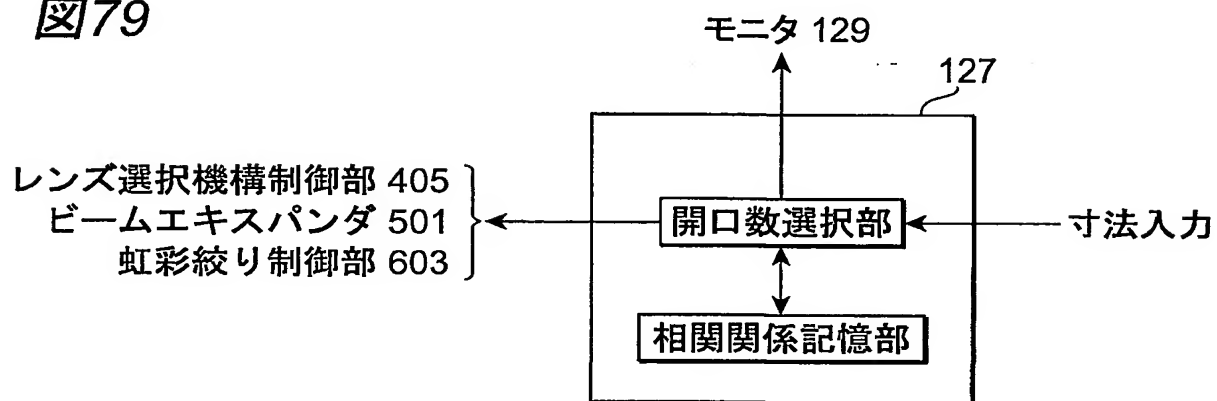 図79
モニタ 129
127
レンズ選択機構制御部 405
ビームエキスパンダ 501
虹彩絞り制御部 603
開口数選択部
寸法入力
相関関係記憶部